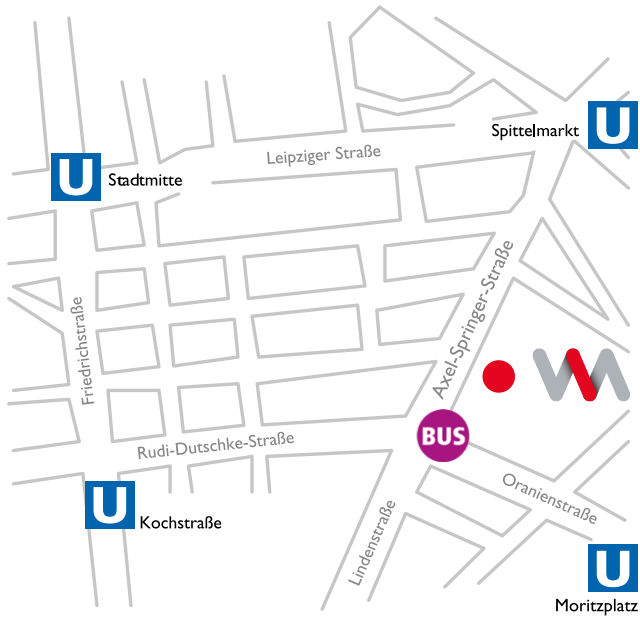 U
Spittelmarkt
Leipziger Straße
U
Stadtmitte
Axel-Springer-Straße
Friedrichstraße
BUS
Rudi-Dutschke-Straße
Oranienstraße
U
Kochstraße
Lindenstraße
U
Moritzplatz